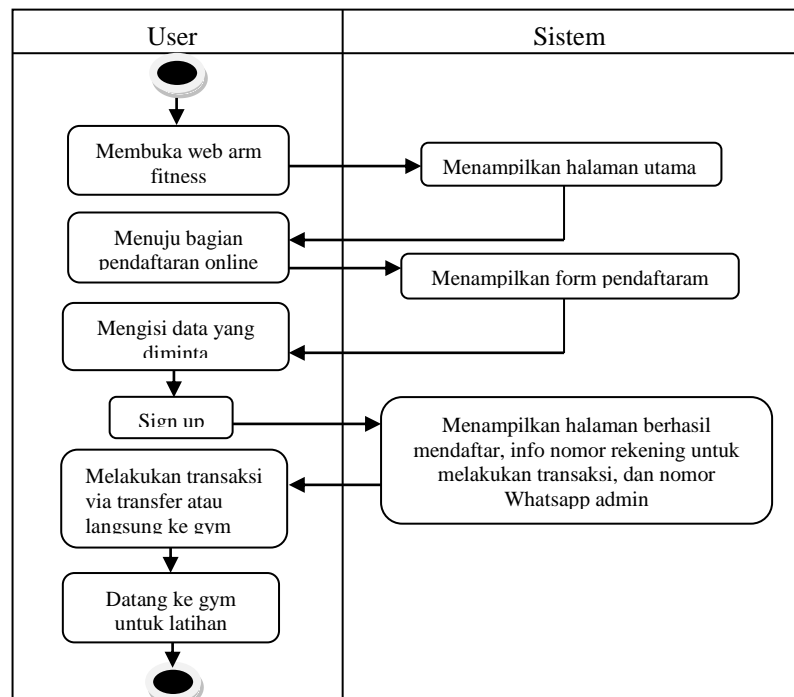 User
Sistem
Membuka web arm
fitness
Menampilkan halaman utama
Menuju bagian
pendaftaran online
Menampilkan form pendaftaram
Mengisi data yang
diminta
Sign up
Menampilkan halaman berhasil
mendaftar, info nomor rekening untuk
melakukan transaksi, dan nomor
Whatsapp admin
Melakukan transaksi
via transfer atau
langsung ke gym
Datang ke gym
untuk latihan